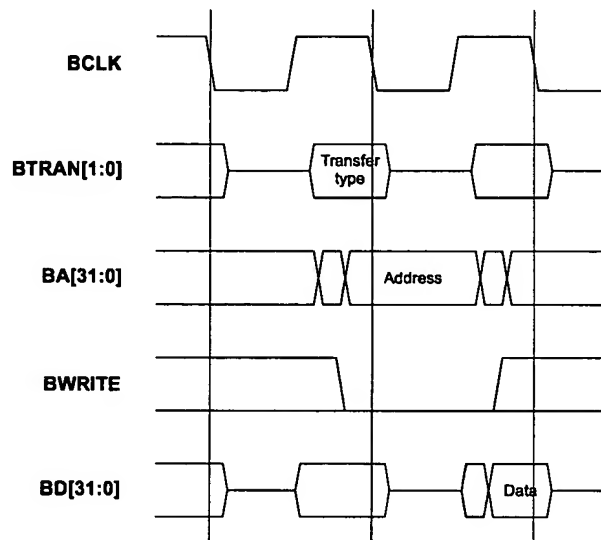 BCLK
BTRAN[1:0]
Transfer
type
BA[31:0]
Address
BWRITE
BD[31:0]
Data